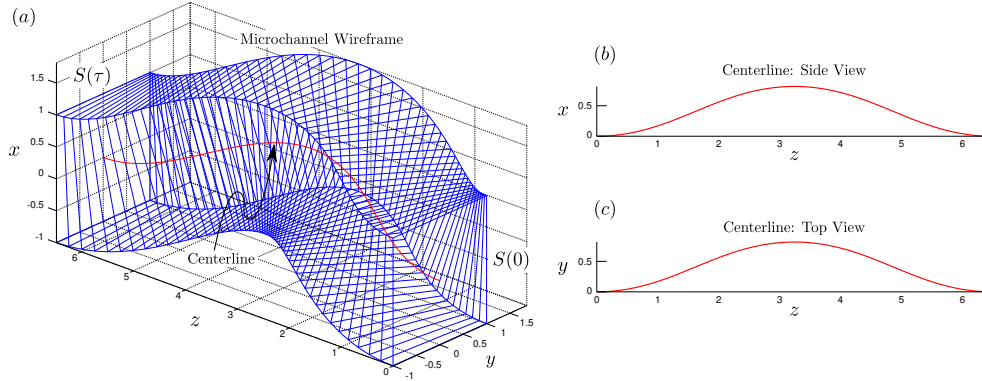 (a)
Microchannel Wireframe
S(τ)
1.5
1
0.5
0
-0.5
-1
x
6
5
4
3
2
1
0
z
-1
-0.5
0
0.5
1
1.5
y
Centerline
S(0)
(b)
Centerline: Side View
x
0.5
0
0
1
2
3
4
5
6
z
(c)
Centerline: Top View
y
0.5
0
0
1
2
3
4
5
6
z